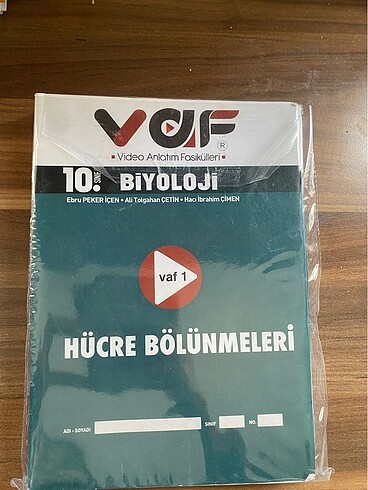 VAF
®
• Video Anlatım Fasikülleri •
10. SINIF BİYOLOJİ
Ebru PEKER İÇEN • Ali Tolgahan ÇETİN • Hacı İbrahim ÇİMEN
vaf 1
HÜCRE BÖLÜNMELERİ
ADI - SOYADI SINIF NO.